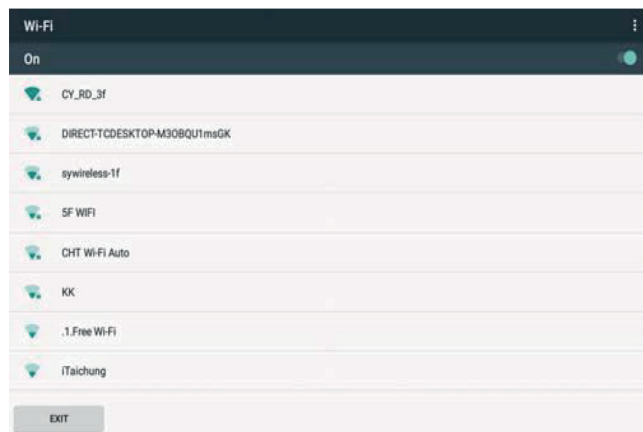 Wi-Fi
On
CY_RD_3f
DIRECT-TCDESKTOP-M3OBQU1msGK
sywireless-1f
5F WIFI
CHT Wi-Fi Auto
KK
.1.Free Wi-Fi
iTaichung
EXIT